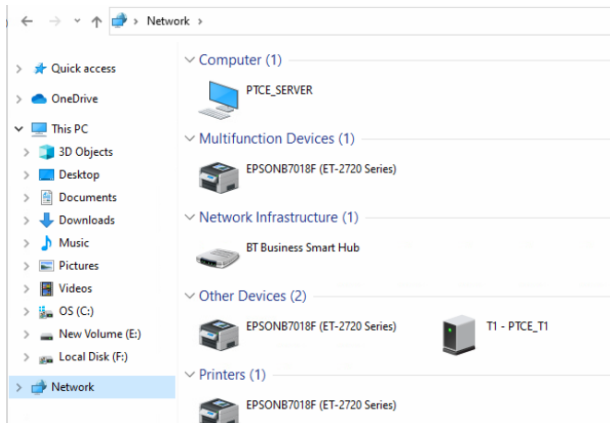 Network
Quick access
OneDrive
This PC
3D Objects
Desktop
Documents
Downloads
Music
Pictures
Videos
OS (C:)
New Volume (E:)
Local Disk (F:)
Network
Computer (1)
PTCE_SERVER
Multifunction Devices (1)
EPSONB7018F (ET-2720 Series)
Network Infrastructure (1)
BT Business Smart Hub
Other Devices (2)
EPSONB7018F (ET-2720 Series)
T1 - PTCE_T1
Printers (1)
EPSONB7018F (ET-2720 Series)